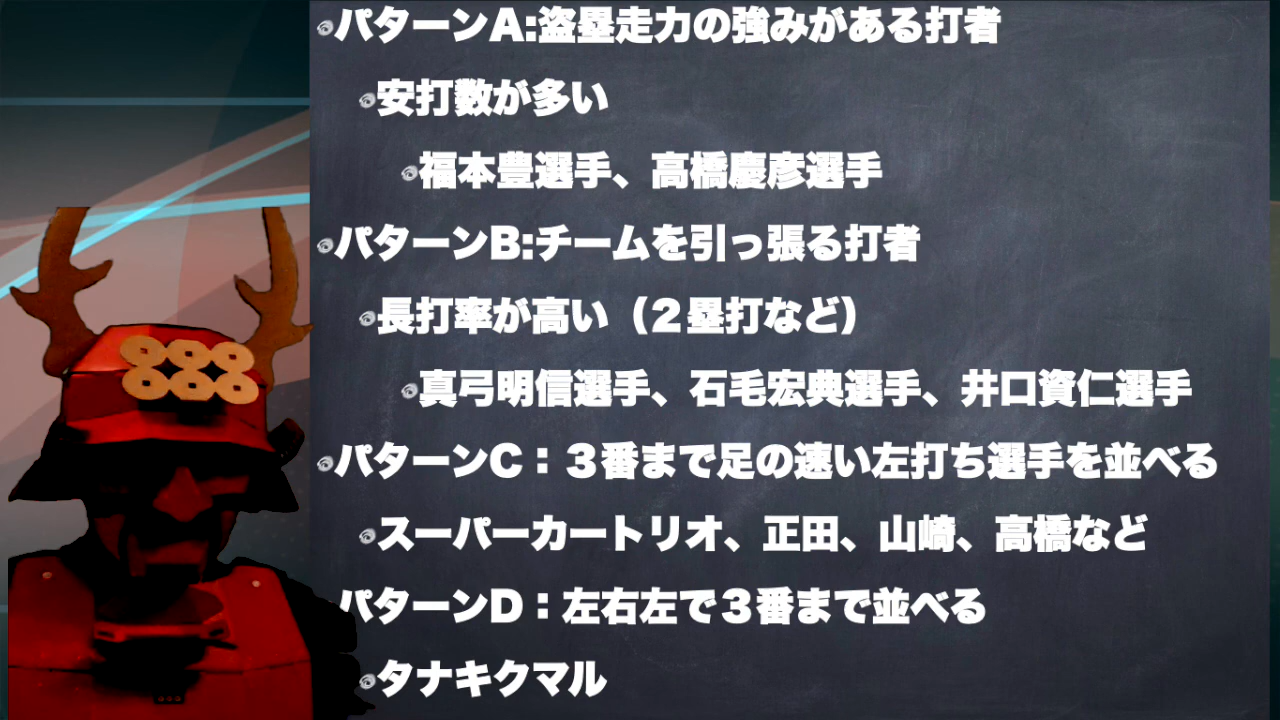 パターンA:盗塁走力の強みがある打者
安打数が多い
福本豊選手、高橋慶彦選手
パターンB:チームを引っ張る打者
長打率が高い（２塁打など）
真弓明信選手、石毛宏典選手、井口資仁選手
パターンC：３番まで足の速い左打ち選手を並べる
スーパーカートリオ、正田、山崎、高橋など
パターンD：左右左で３番まで並べる
タナキクマル